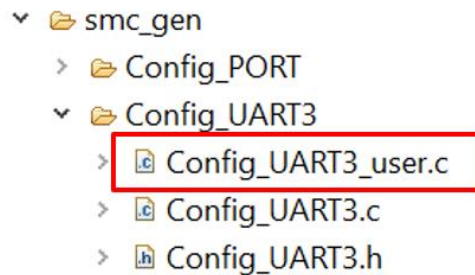 smc_gen
Config_PORT
Config_UART3
.c Config_UART3_user.c
.c Config_UART3.c
.h Config_UART3.h